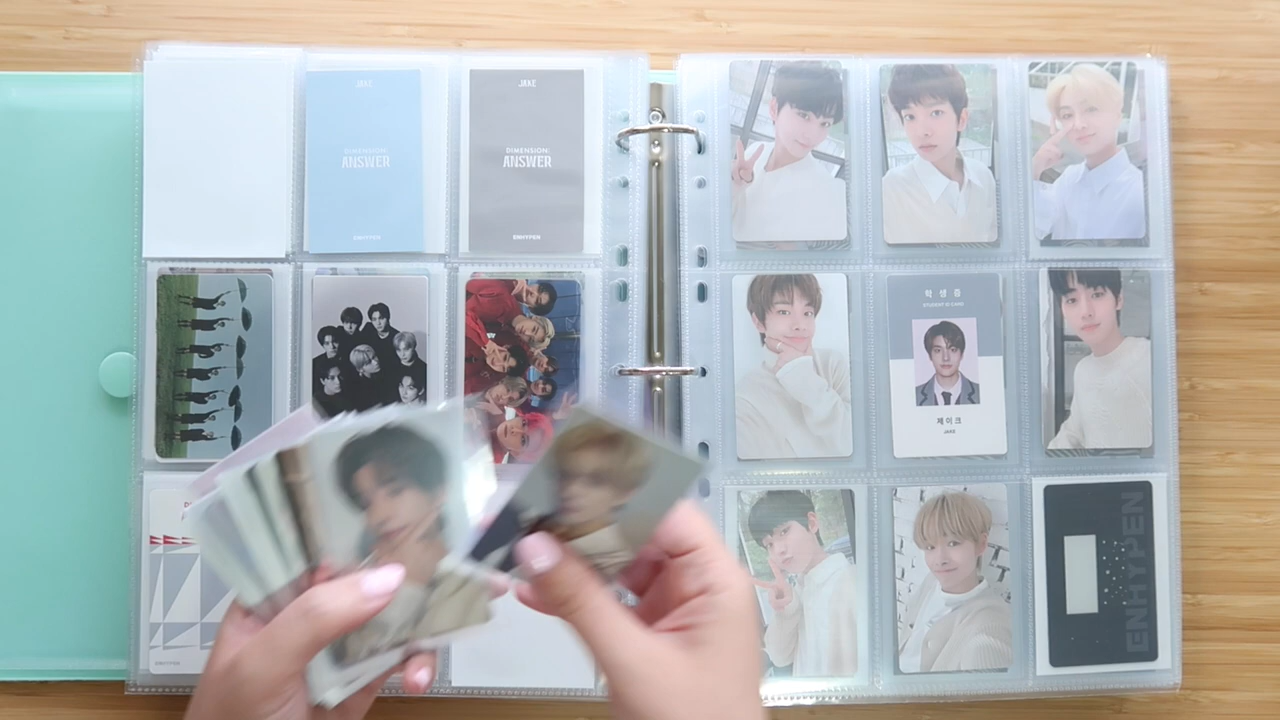 JAKE
DIMENSION:
ANSWER
ENHYPEN
JAKE
DIMENSION:
ANSWER
ENHYPEN
학생증
STUDENT ID CARD
제이크
JAKE
ENHYPEN
ENHYPEN